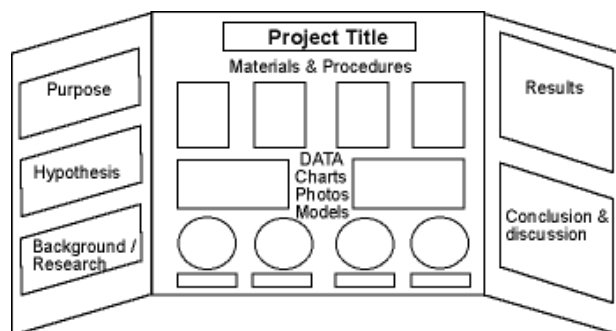 Purpose
Hypothesis
Background /
Research
Project Title
Materials & Procedures
DATA
Charts
Photos
Models
Results
Conclusion &
discussion